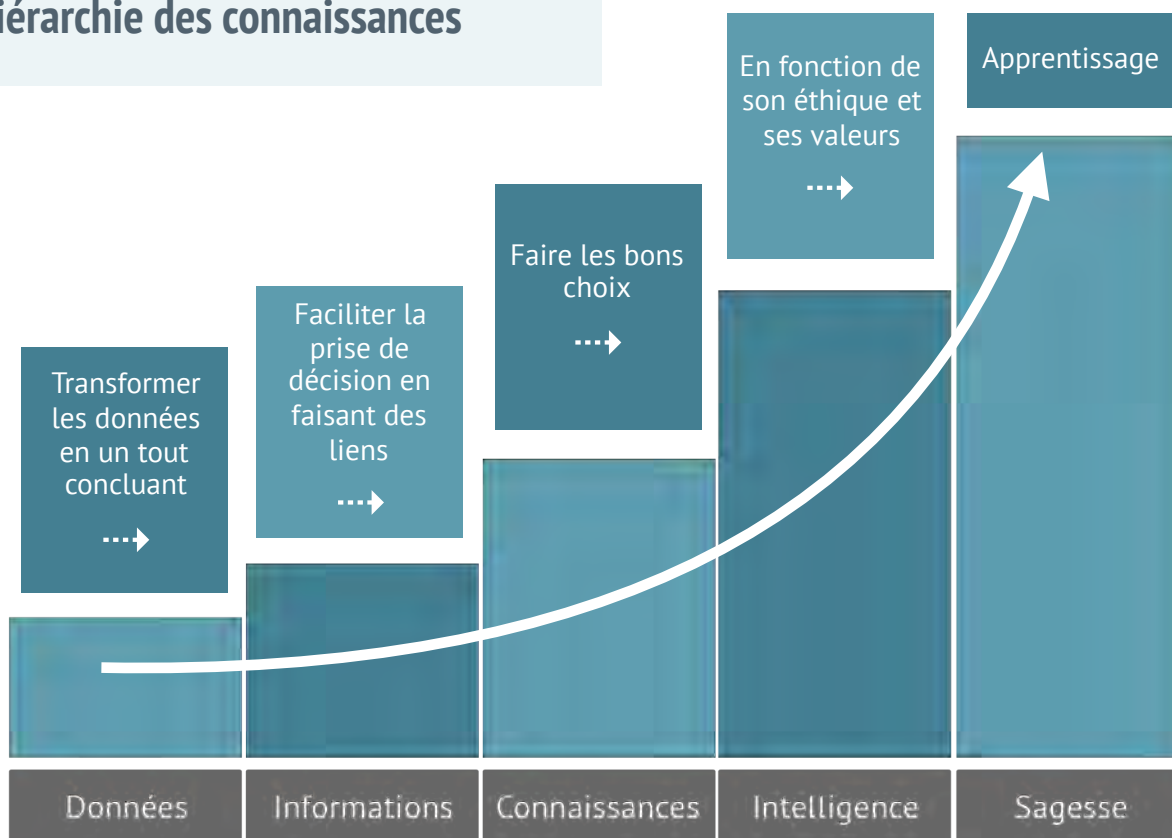 iérarchie des connaissances
Transformer
les données
en un tout
concluant
Faciliter la
prise de
décision en
faisant des
liens
Faire les bons
choix
En fonction de
son éthique et
ses valeurs
Apprentissage
Données
Informations
Connaissances
Intelligence
Sagesse